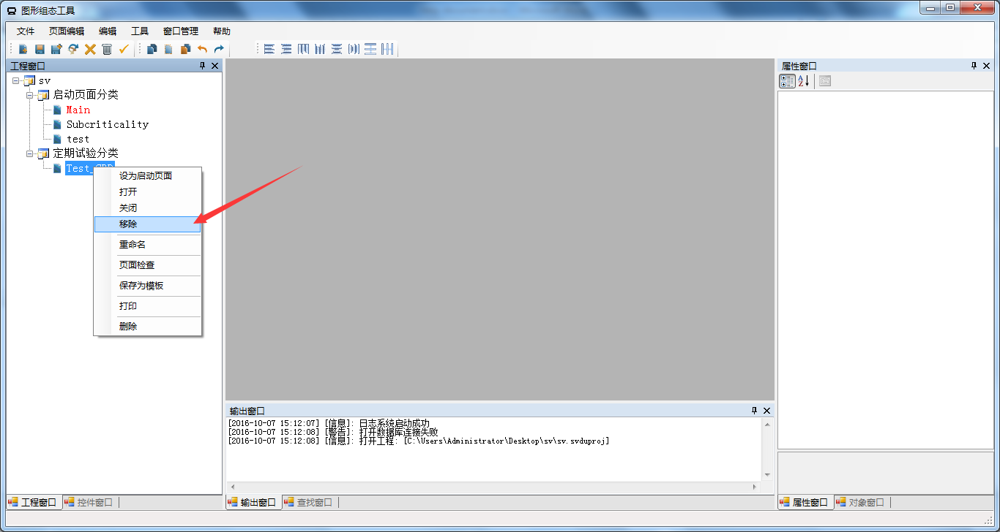 图形组态工具
文件 页面编辑 编辑 工具 窗口管理 帮助
工程窗口
sv
启动页面分类
Main
Subcriticality
test
定期试验分类
设为启动页面
打开
关闭
移除
重命名
页面检查
保存为模板
打印
删除
工程窗口 控件窗口
输出窗口
[2016-10-07 15:12:07] [信息]: 日志系统启动成功
[2016-10-07 15:12:08] [警告]: 打开数据库连接失败
[2016-10-07 15:12:08] [信息]: 打开工程: [C:\Users\Administrator\Desktop\sv\sv.svduproj]
输出窗口 查找窗口
属性窗口
属性窗口 对象窗口